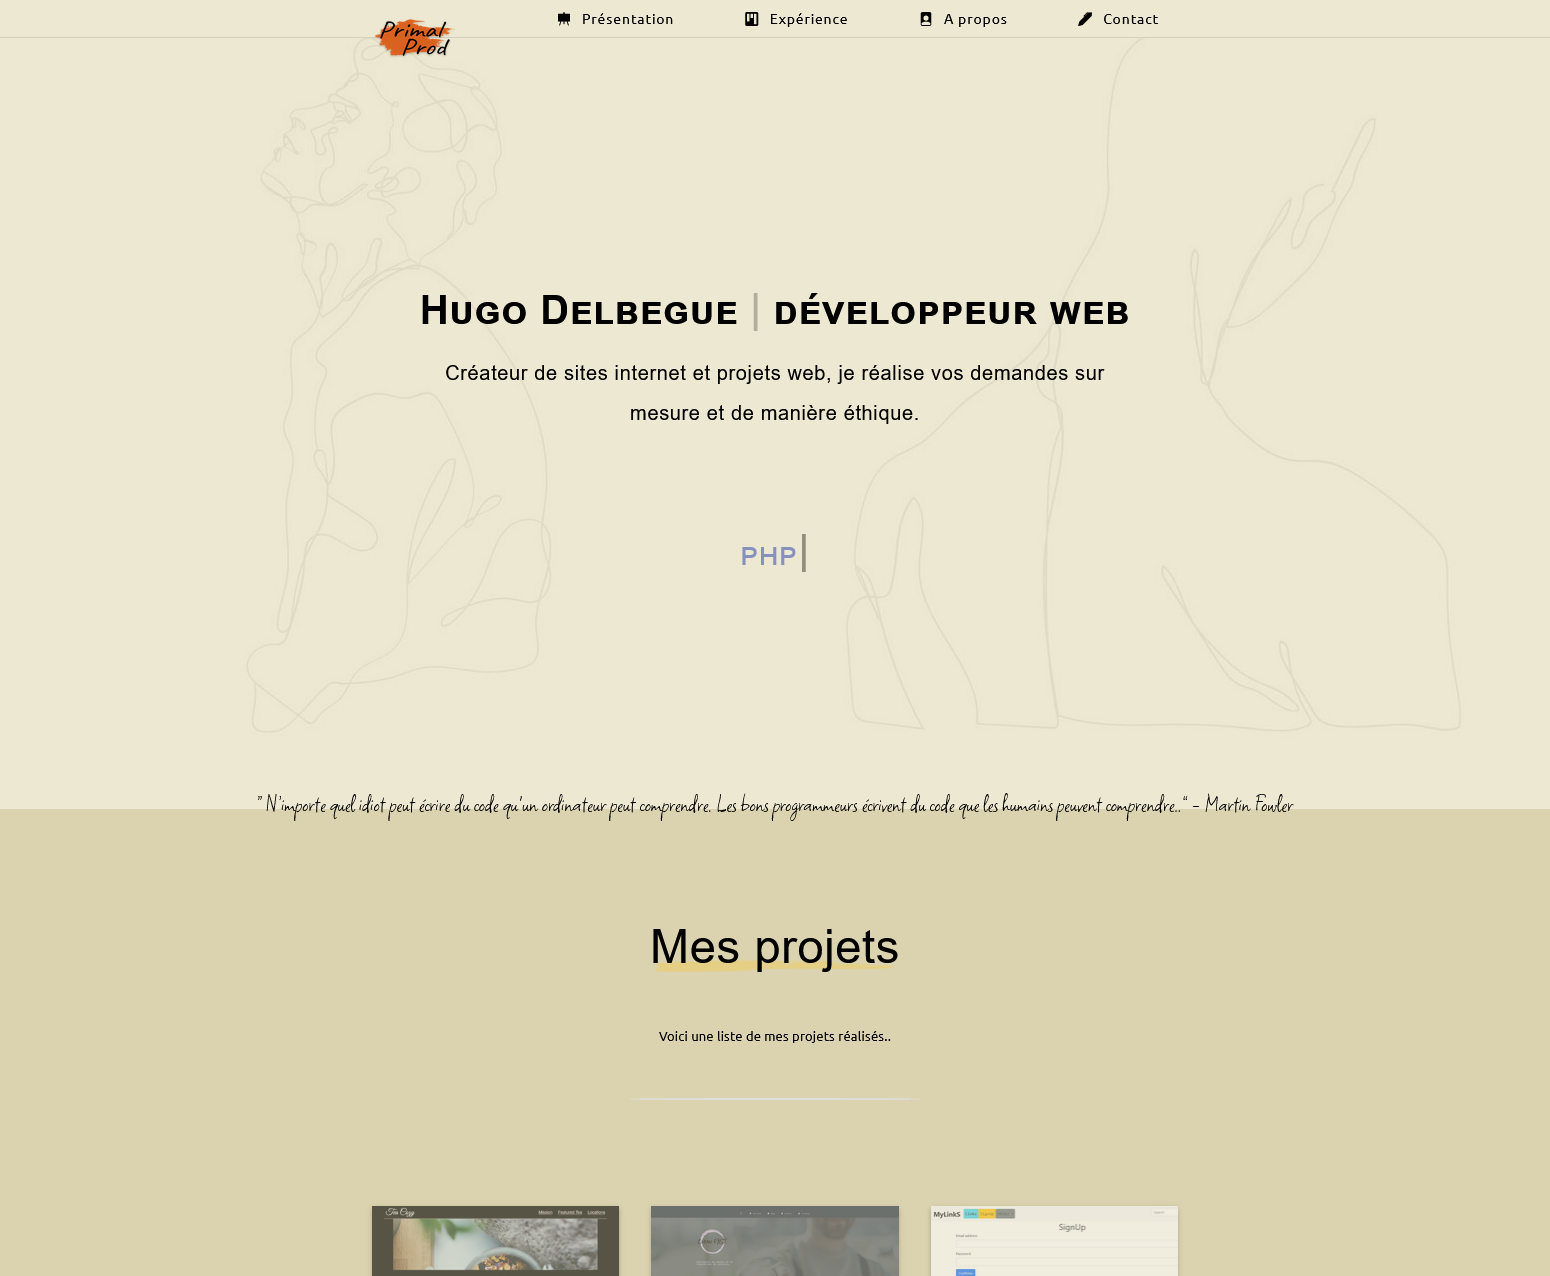 Primal
Prod
Présentation
Expérience
A propos
Contact
Hugo Delbegue | développeur web
Créateur de sites internet et projets web, je réalise vos demandes sur
mesure et de manière éthique.
PHP
" N'importe quel idiot peut écrire du code qu'un ordinateur peut comprendre. Les bons programmeurs écrivent du code que les humains peuvent comprendre.." - Martin Fowler
Mes projets
Voici une liste de mes projets réalisés..
Tea Cozy
Mission
Featured Tea
Locations
MyLinkS
SignUp